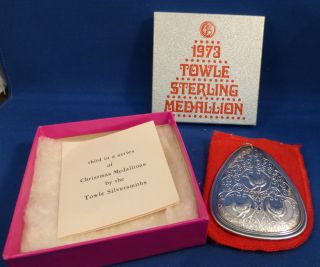 1973
TOWLE
STERLING
MEDALLION
third in a series
of
Christmas Medallions
by the
Towle Silversmiths